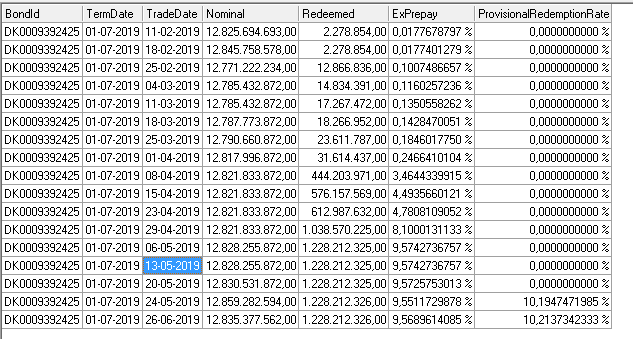 BondId TermDate TradeDate Nominal Redeemed ExPrepay ProvisionalRedemptionRate
DK0009392425 01-07-2019 11-02-2019 12.825.694.693,00 2.278.854,00 0,0177678797 % 0,0000000000 %
DK0009392425 01-07-2019 18-02-2019 12.845.758.578,00 2.278.854,00 0,0177401279 % 0,0000000000 %
DK0009392425 01-07-2019 25-02-2019 12.771.222.234,00 12.866.836,00 0,1007486657 % 0,0000000000 %
DK0009392425 01-07-2019 04-03-2019 12.785.432.872,00 14.834.391,00 0,1160257236 % 0,0000000000 %
DK0009392425 01-07-2019 11-03-2019 12.785.432.872,00 17.267.472,00 0,1350558262 % 0,0000000000 %
DK0009392425 01-07-2019 18-03-2019 12.787.773.872,00 18.266.952,00 0,1428470051 % 0,0000000000 %
DK0009392425 01-07-2019 25-03-2019 12.790.660.872,00 23.611.787,00 0,1846017750 % 0,0000000000 %
DK0009392425 01-07-2019 01-04-2019 12.817.996.872,00 31.614.437,00 0,2466410104 % 0,0000000000 %
DK0009392425 01-07-2019 08-04-2019 12.821.833.872,00 444.203.971,00 3,4644339915 % 0,0000000000 %
DK0009392425 01-07-2019 15-04-2019 12.821.833.872,00 576.157.569,00 4,4935660121 % 0,0000000000 %
DK0009392425 01-07-2019 23-04-2019 12.821.833.872,00 612.987.632,00 4,7808109052 % 0,0000000000 %
DK0009392425 01-07-2019 29-04-2019 12.821.833.872,00 1.038.570.225,00 8,1000131133 % 0,0000000000 %
DK0009392425 01-07-2019 06-05-2019 12.828.255.872,00 1.228.212.325,00 9,5742736757 % 0,0000000000 %
DK0009392425 01-07-2019 13-05-2019 12.828.255.872,00 1.228.212.325,00 9,5742736757 % 0,0000000000 %
DK0009392425 01-07-2019 20-05-2019 12.830.531.872,00 1.228.212.325,00 9,5725753013 % 0,0000000000 %
DK0009392425 01-07-2019 24-05-2019 12.859.282.594,00 1.228.212.326,00 9,5511729878 % 10,1947471985 %
DK0009392425 01-07-2019 26-06-2019 12.835.377.562,00 1.228.212.326,00 9,5689614085 % 10,2137342333 %